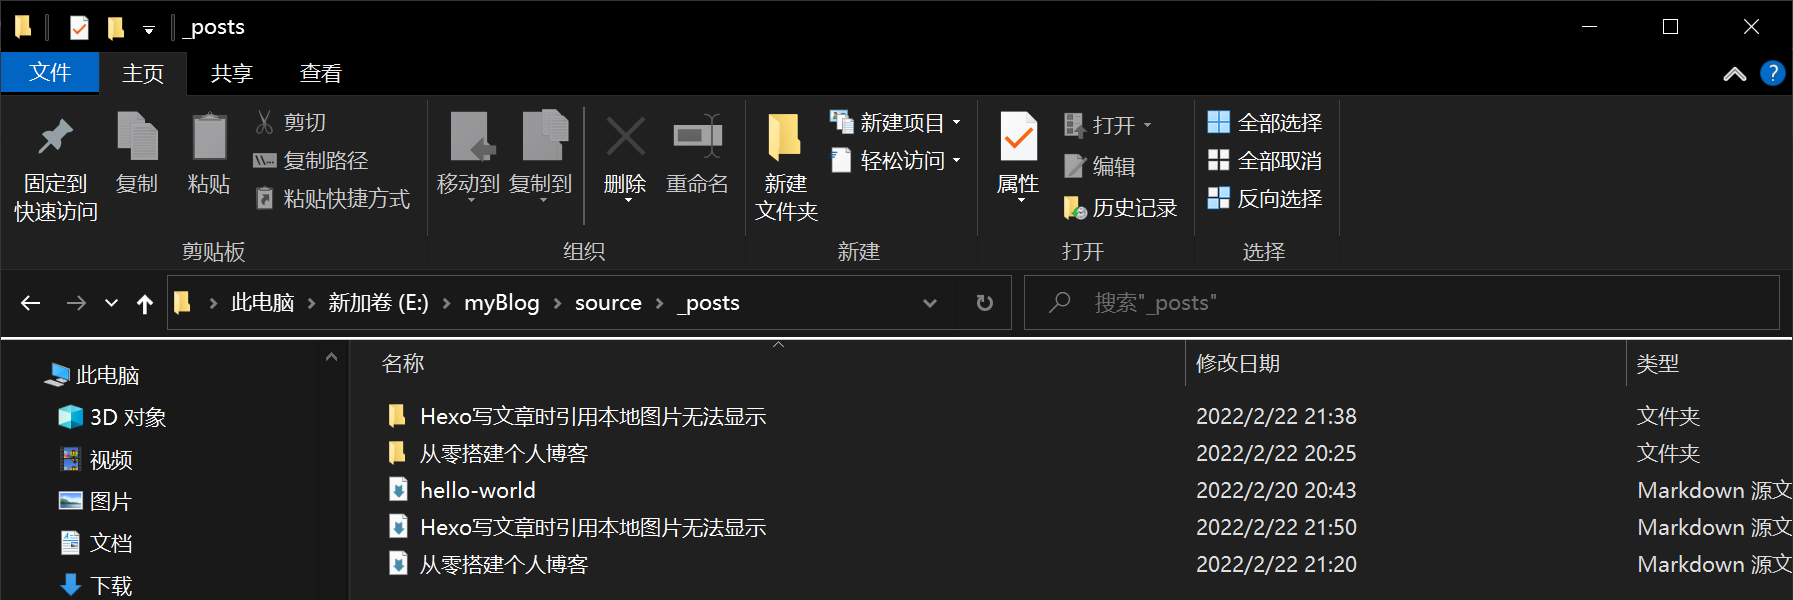 _posts
文件 主页 共享 查看
固定到
快速访问
复制
粘贴
剪切
复制路径
粘贴快捷方式
剪贴板
移动到
复制到
删除
重命名
组织
新建
文件夹
新建项目
轻松访问
新建
属性
打开
编辑
历史记录
打开
全部选择
全部取消
反向选择
选择
此电脑 新加卷 (E:) myBlog source _posts
搜索"_posts"
此电脑
3D 对象
视频
图片
文档
下载
名称 修改日期 类型
Hexo写文章时引用本地图片无法显示 2022/2/22 21:38 文件夹
从零搭建个人博客 2022/2/22 20:25 文件夹
hello-world 2022/2/20 20:43 Markdown 源文
Hexo写文章时引用本地图片无法显示 2022/2/22 21:50 Markdown 源文
从零搭建个人博客 2022/2/22 21:20 Markdown 源文